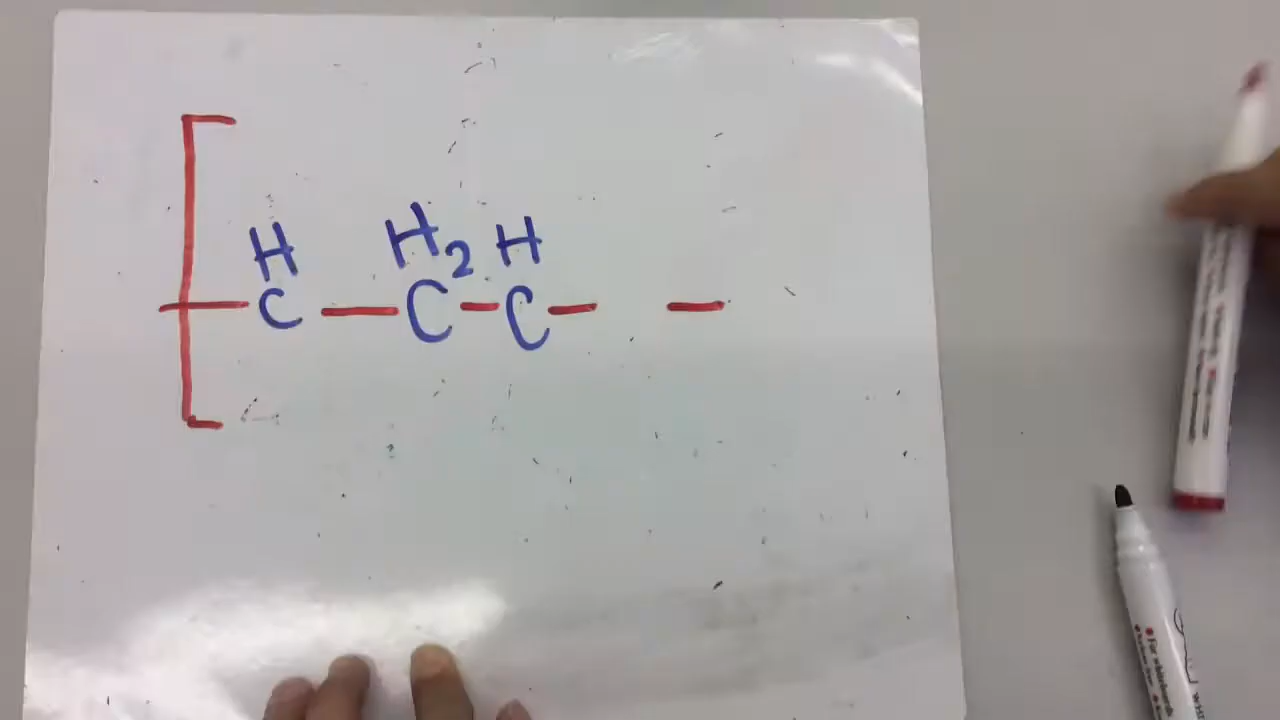 H H2 H
[ — C — C – C — —